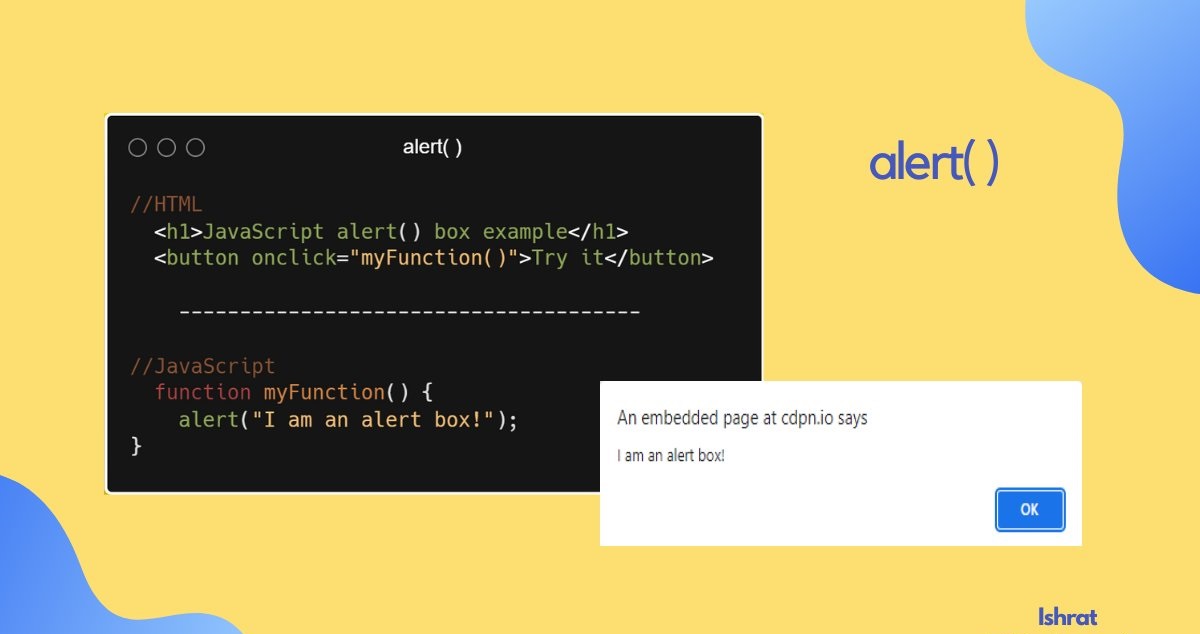 alert( )
alert( )
//HTML
<h1>JavaScript alert() box example</h1>
<button onclick="myFunction()">Try it</button>
--------------------------------------
//JavaScript
function myFunction() {
alert("I am an alert box!");
}
An embedded page at cdpn.io says
I am an alert box!
OK
Ishrat